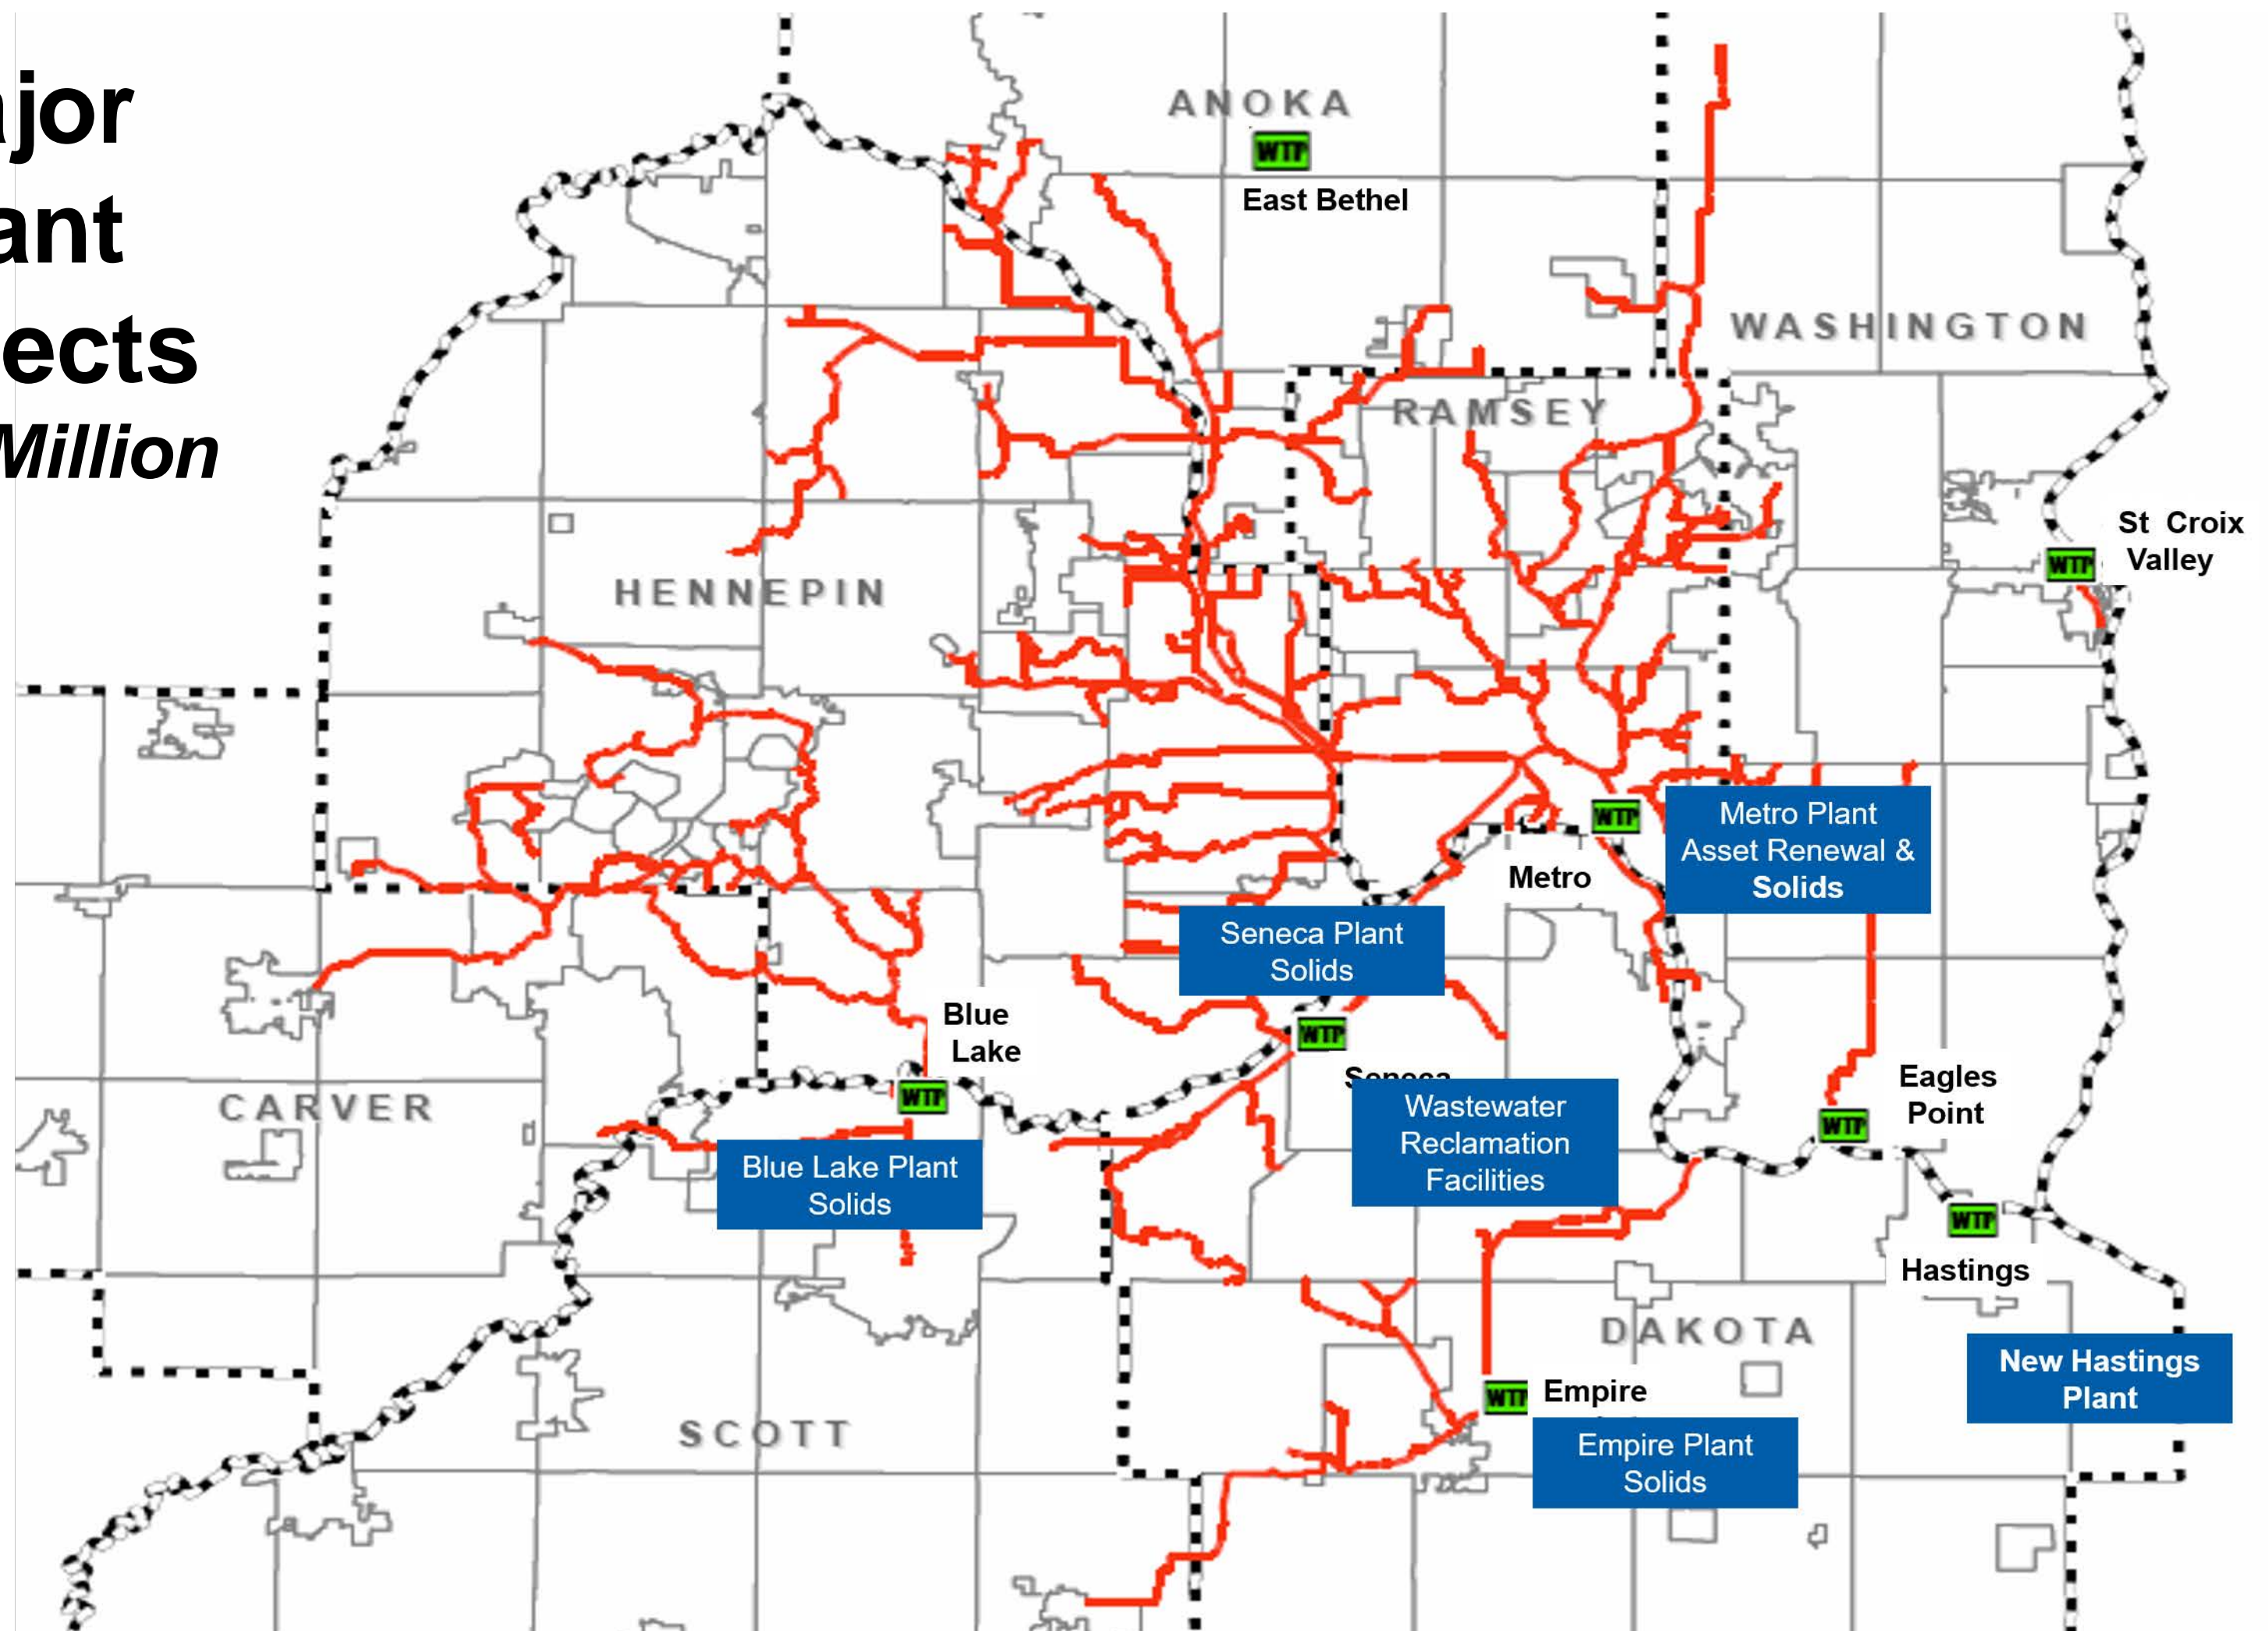 ajor
ant
ects
Million
ANOKA
WTP
East Bethel
WASHINGTON
RAMSEY
St Croix
Valley
WTP
HENNEPIN
WTP
Metro Plant
Asset Renewal &
Solids
Metro
Seneca Plant
Solids
WTP
Seneca
Blue
Lake
WTP
CARVER
Eagles
Point
WTP
Wastewater
Reclamation
Facilities
Blue Lake Plant
Solids
WTP
Hastings
DAKOTA
New Hastings
Plant
WTP
Empire
SCOTT
Empire Plant
Solids